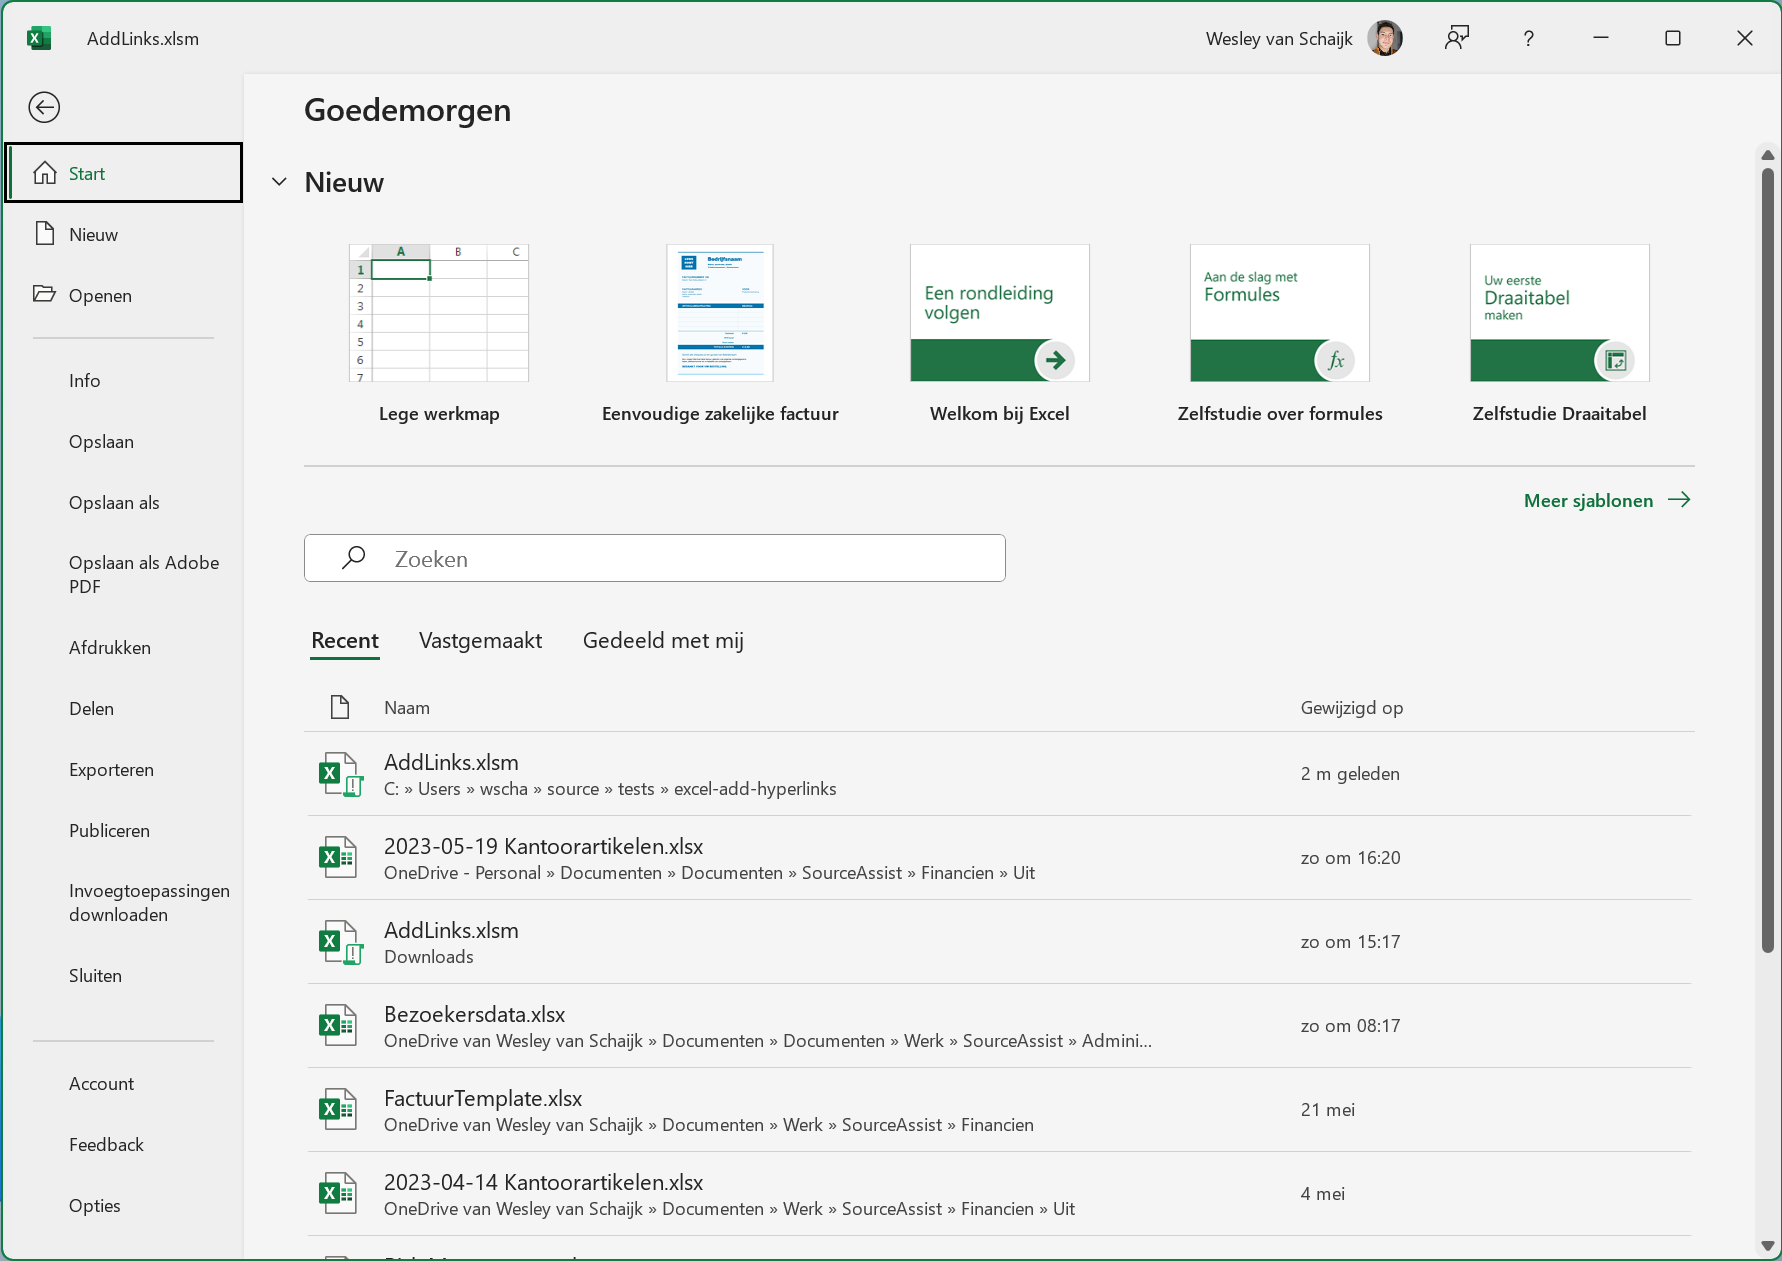 AddLinks.xlsm
Wesley van Schaijk
?
Goedemorgen
Start
Nieuw
Openen
Info
Opslaan
Opslaan als
Opslaan als Adobe
PDF
Afdrukken
Delen
Exporteren
Publiceren
Invoegtoepassingen
downloaden
Sluiten
Account
Feedback
Opties
Nieuw
A B C
1
2
3
4
5
6
7
Lege werkmap
Bedrijfsnaam
Eenvoudige zakelijke factuur
Een rondleiding
volgen
Welkom bij Excel
Aan de slag met
Formules
fx
Zelfstudie over formules
Uw eerste
Draaitabel
maken
Zelfstudie Draaitabel
Meer sjablonen
Zoeken
Recent Vastgemaakt Gedeeld met mij
Naam Gewijzigd op
AddLinks.xlsm
C: » Users » wscha » source » tests » excel-add-hyperlinks
2 m geleden
2023-05-19 Kantoorartikelen.xlsx
OneDrive - Personal » Documenten » Documenten » SourceAssist » Financien » Uit
zo om 16:20
AddLinks.xlsm
Downloads
zo om 15:17
Bezoekersdata.xlsx
OneDrive van Wesley van Schaijk » Documenten » Documenten » Werk » SourceAssist » Admini...
zo om 08:17
FactuurTemplate.xlsx
OneDrive van Wesley van Schaijk » Documenten » Werk » SourceAssist » Financien
21 mei
2023-04-14 Kantoorartikelen.xlsx
OneDrive van Wesley van Schaijk » Documenten » Werk » SourceAssist » Financien » Uit
4 mei